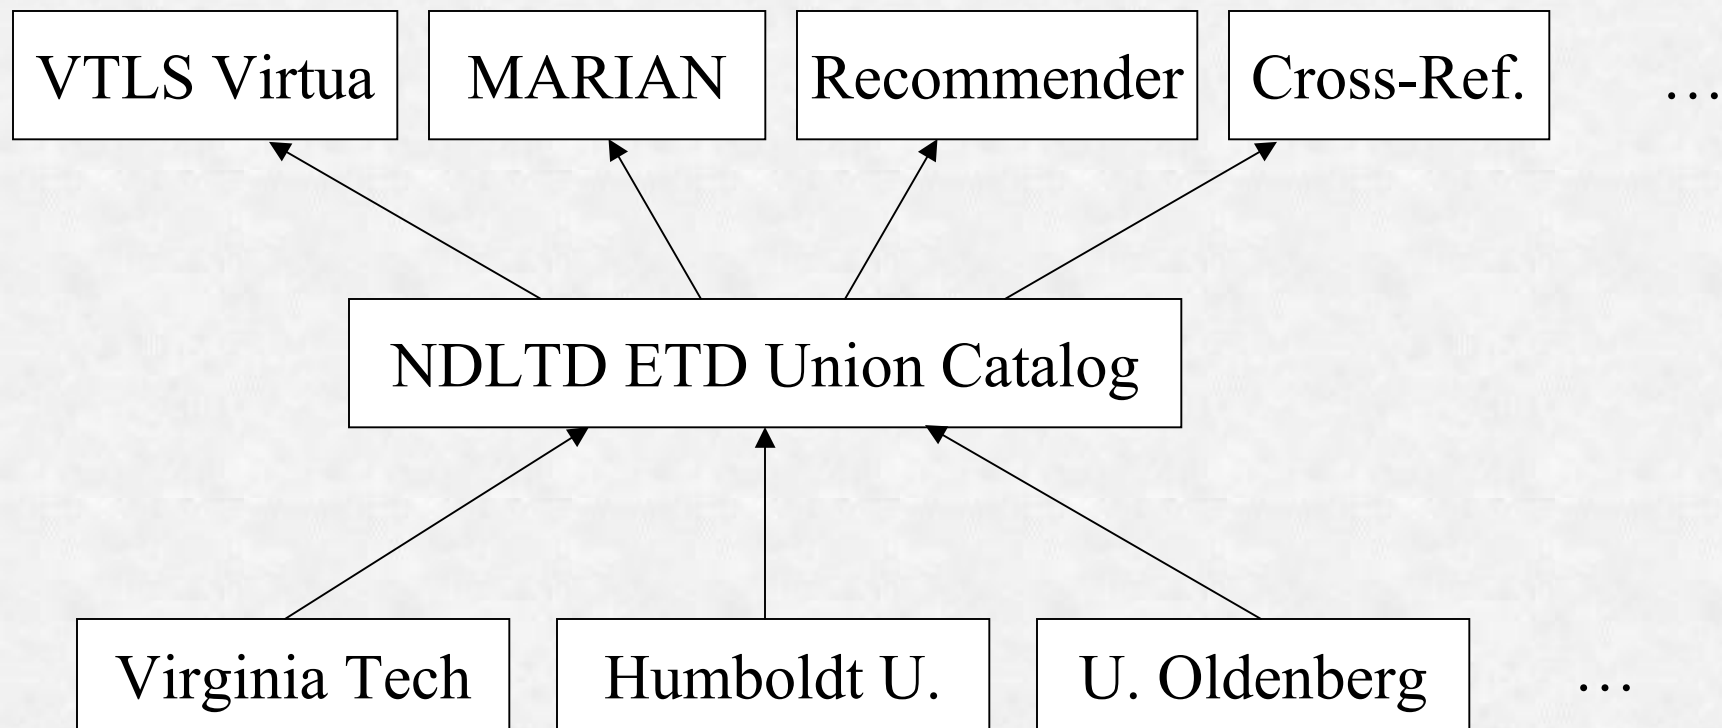 VTLS Virtua
MARIAN
Recommender
Cross-Ref.
…
NDLTD ETD Union Catalog
Virginia Tech
Humboldt U.
U. Oldenberg
…